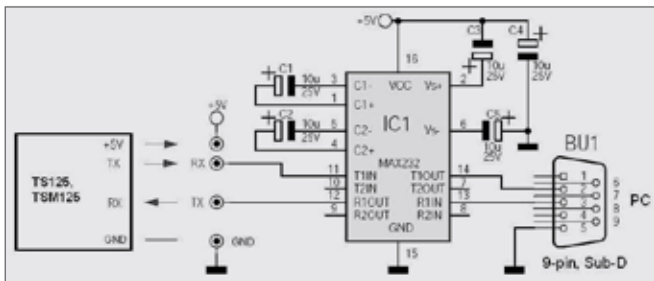 +5V
C3
C4
10u
25V
10u
25V
16
C1
10u
25V
3
C1-
VCC
Vs+
2
1
C1+
C2
10u
25V
5
C2-
IC1
Vs-
6
C5
10u
25V
4
C2+
MAX232
+5V
+5V
TX
RX
TS125,
TSM125
RX
TX
GND
GND
11
T1IN
T1OUT
14
10
T2IN
T2OUT
7
12
R1OUT
R1IN
13
9
R2OUT
R2IN
8
GND
15
BU1
1
6
2
7
3
8
4
9
5
PC
9-pin, Sub-D